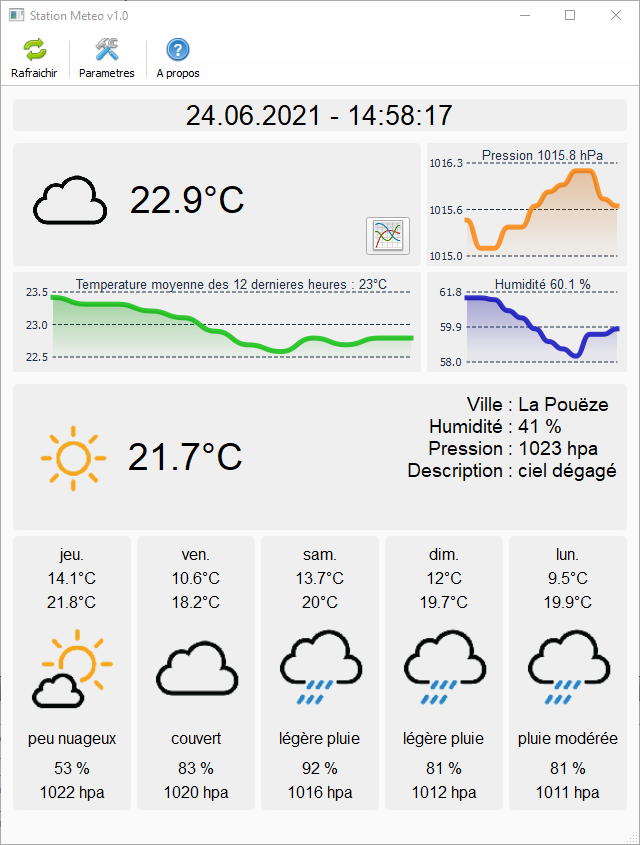 Station Meteo v1.0
Rafraichir
Parametres
A propos
24.06.2021 - 14:58:17
22.9°C
Pression 1015.8 hPa
1016.3
1015.6
1015.0
Temperature moyenne des 12 dernieres heures : 23°C
23.5
23.0
22.5
Humidité 60.1 %
61.8
59.9
58.0
21.7°C
Ville : La Pouëze
Humidité : 41 %
Pression : 1023 hpa
Description : ciel dégagé
jeu.
14.1°C
21.8°C
peu nuageux
53 %
1022 hpa
ven.
10.6°C
18.2°C
couvert
83 %
1020 hpa
sam.
13.7°C
20°C
légère pluie
92 %
1016 hpa
dim.
12°C
19.7°C
légère pluie
81 %
1012 hpa
lun.
9.5°C
19.9°C
pluie modérée
81 %
1011 hpa